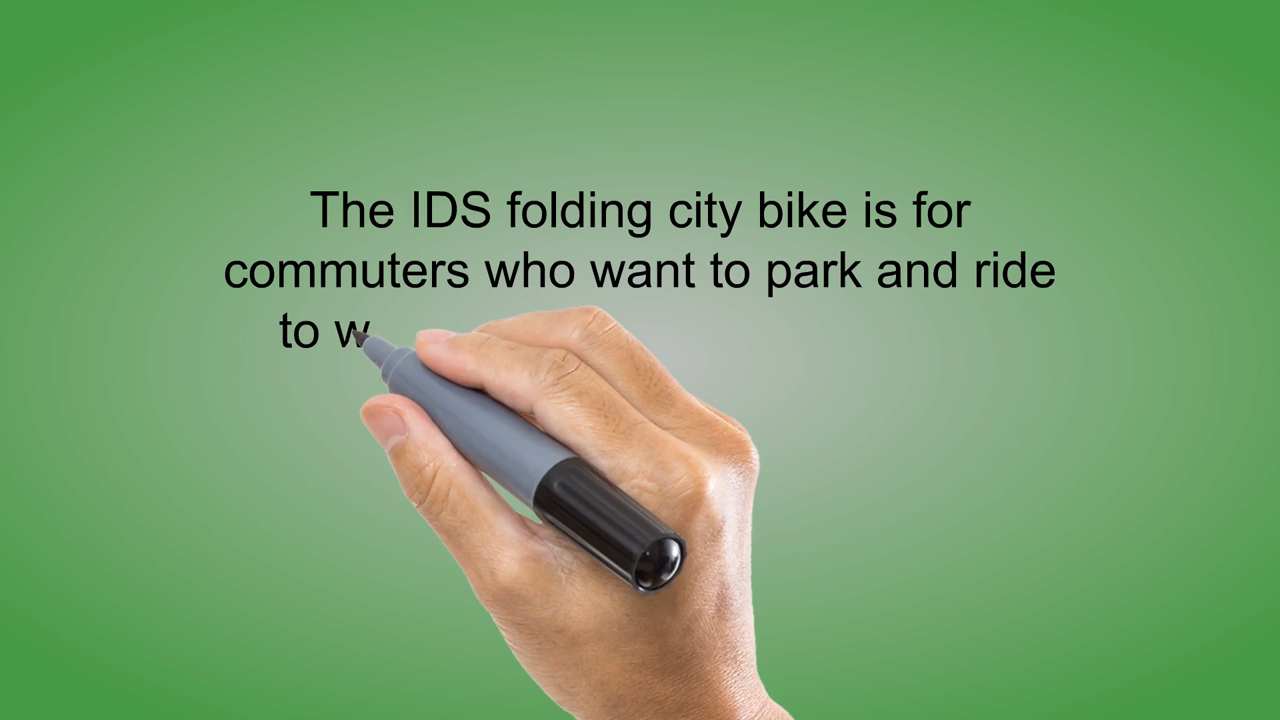 The IDS folding city bike is for
commuters who want to park and ride
to w